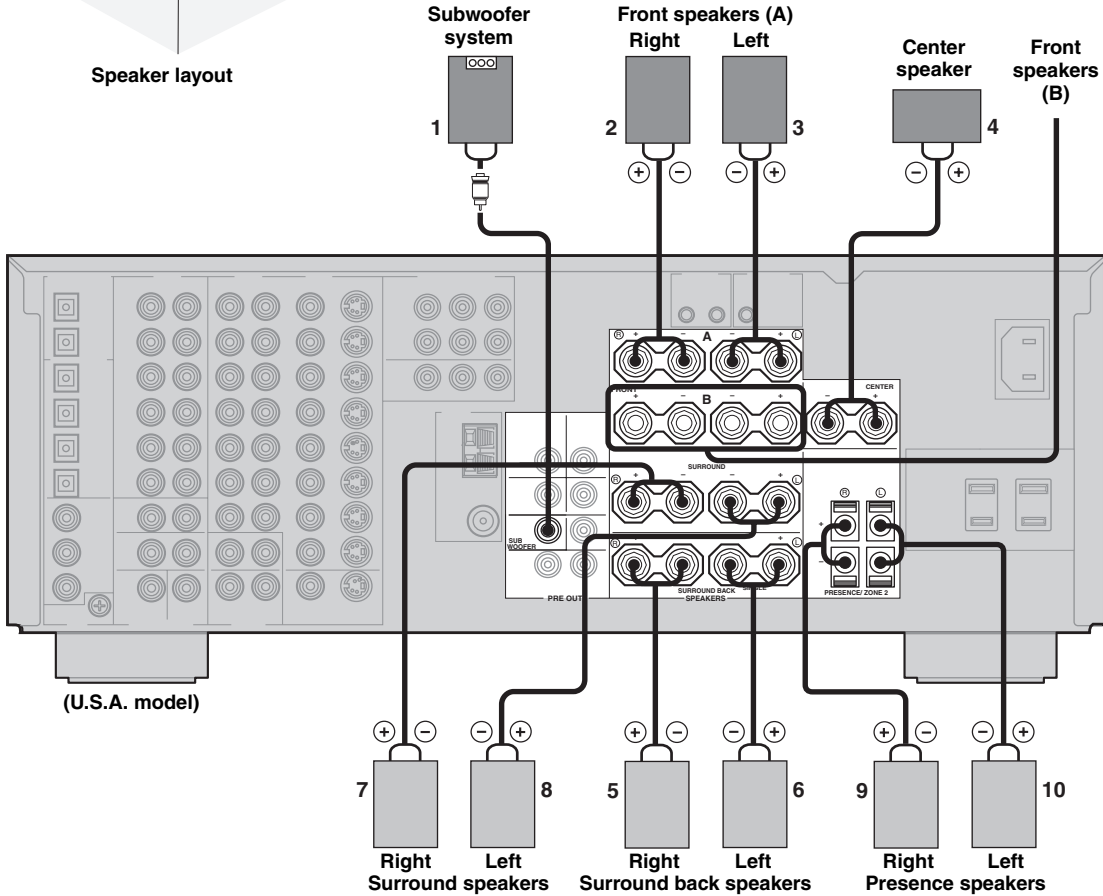 Speaker layout
Subwoofer
system
1
Front speakers (A)
Right
Left
2
3
Center
speaker
4
Front
speakers
(B)
+ −
− +
− +
R + − A − + L
FRONT
+ − B − +
CENTER
− +
SURROUND
R + − − + L
R L
+
−
SUB
WOOFER
R + − − + L
SURROUND BACK
SINGLE
SPEAKERS
PRE OUT
PRESENCE/ ZONE 2
(U.S.A. model)
+ −
− +
+ −
− +
+ −
− +
7
8
5
6
9
10
Right
Left
Surround speakers
Right
Left
Surround back speakers
Right
Left
Presence speakers